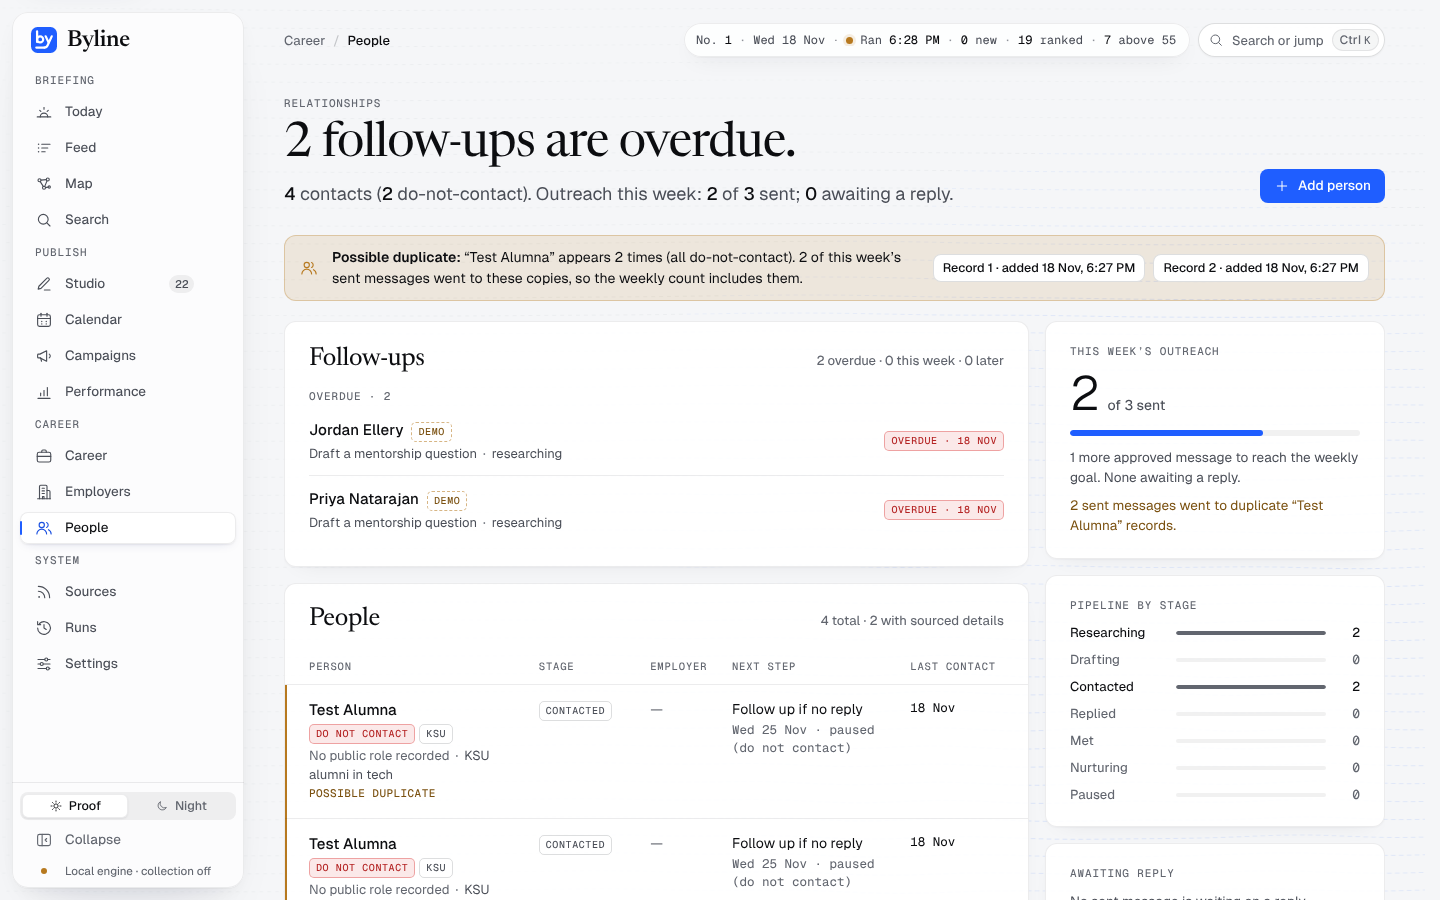 by Byline
BRIEFING
Today
Feed
Map
Search
PUBLISH
Studio 22
Calendar
Campaigns
Performance
CAREER
Career
Employers
People
SYSTEM
Sources
Runs
Settings
Proof Night
Collapse
Local engine · collection off
Career / People
No. 1 · Wed 18 Nov · Ran 6:28 PM · 0 new · 19 ranked · 7 above 55
Search or jump Ctrl K
RELATIONSHIPS
2 follow-ups are overdue.
4 contacts (2 do-not-contact). Outreach this week: 2 of 3 sent; 0 awaiting a reply.
+ Add person
Possible duplicate: “Test Alumna” appears 2 times (all do-not-contact). 2 of this week’s
sent messages went to these copies, so the weekly count includes them.
Record 1 · added 18 Nov, 6:27 PM
Record 2 · added 18 Nov, 6:27 PM
Follow-ups
2 overdue · 0 this week · 0 later
OVERDUE · 2
Jordan Ellery DEMO
Draft a mentorship question · researching
OVERDUE · 18 NOV
Priya Natarajan DEMO
Draft a mentorship question · researching
OVERDUE · 18 NOV
People
4 total · 2 with sourced details
PERSON STAGE EMPLOYER NEXT STEP LAST CONTACT
Test Alumna
DO NOT CONTACT KSU
No public role recorded · KSU
alumni in tech
POSSIBLE DUPLICATE
CONTACTED
—
Follow up if no reply
Wed 25 Nov · paused
(do not contact)
18 Nov
Test Alumna
DO NOT CONTACT KSU
No public role recorded · KSU
CONTACTED
—
Follow up if no reply
Wed 25 Nov · paused
(do not contact)
18 Nov
THIS WEEK’S OUTREACH
2 of 3 sent
1 more approved message to reach the weekly
goal. None awaiting a reply.
2 sent messages went to duplicate “Test
Alumna” records.
PIPELINE BY STAGE
Researching 2
Drafting 0
Contacted 2
Replied 0
Met 0
Nurturing 0
Paused 0
AWAITING REPLY